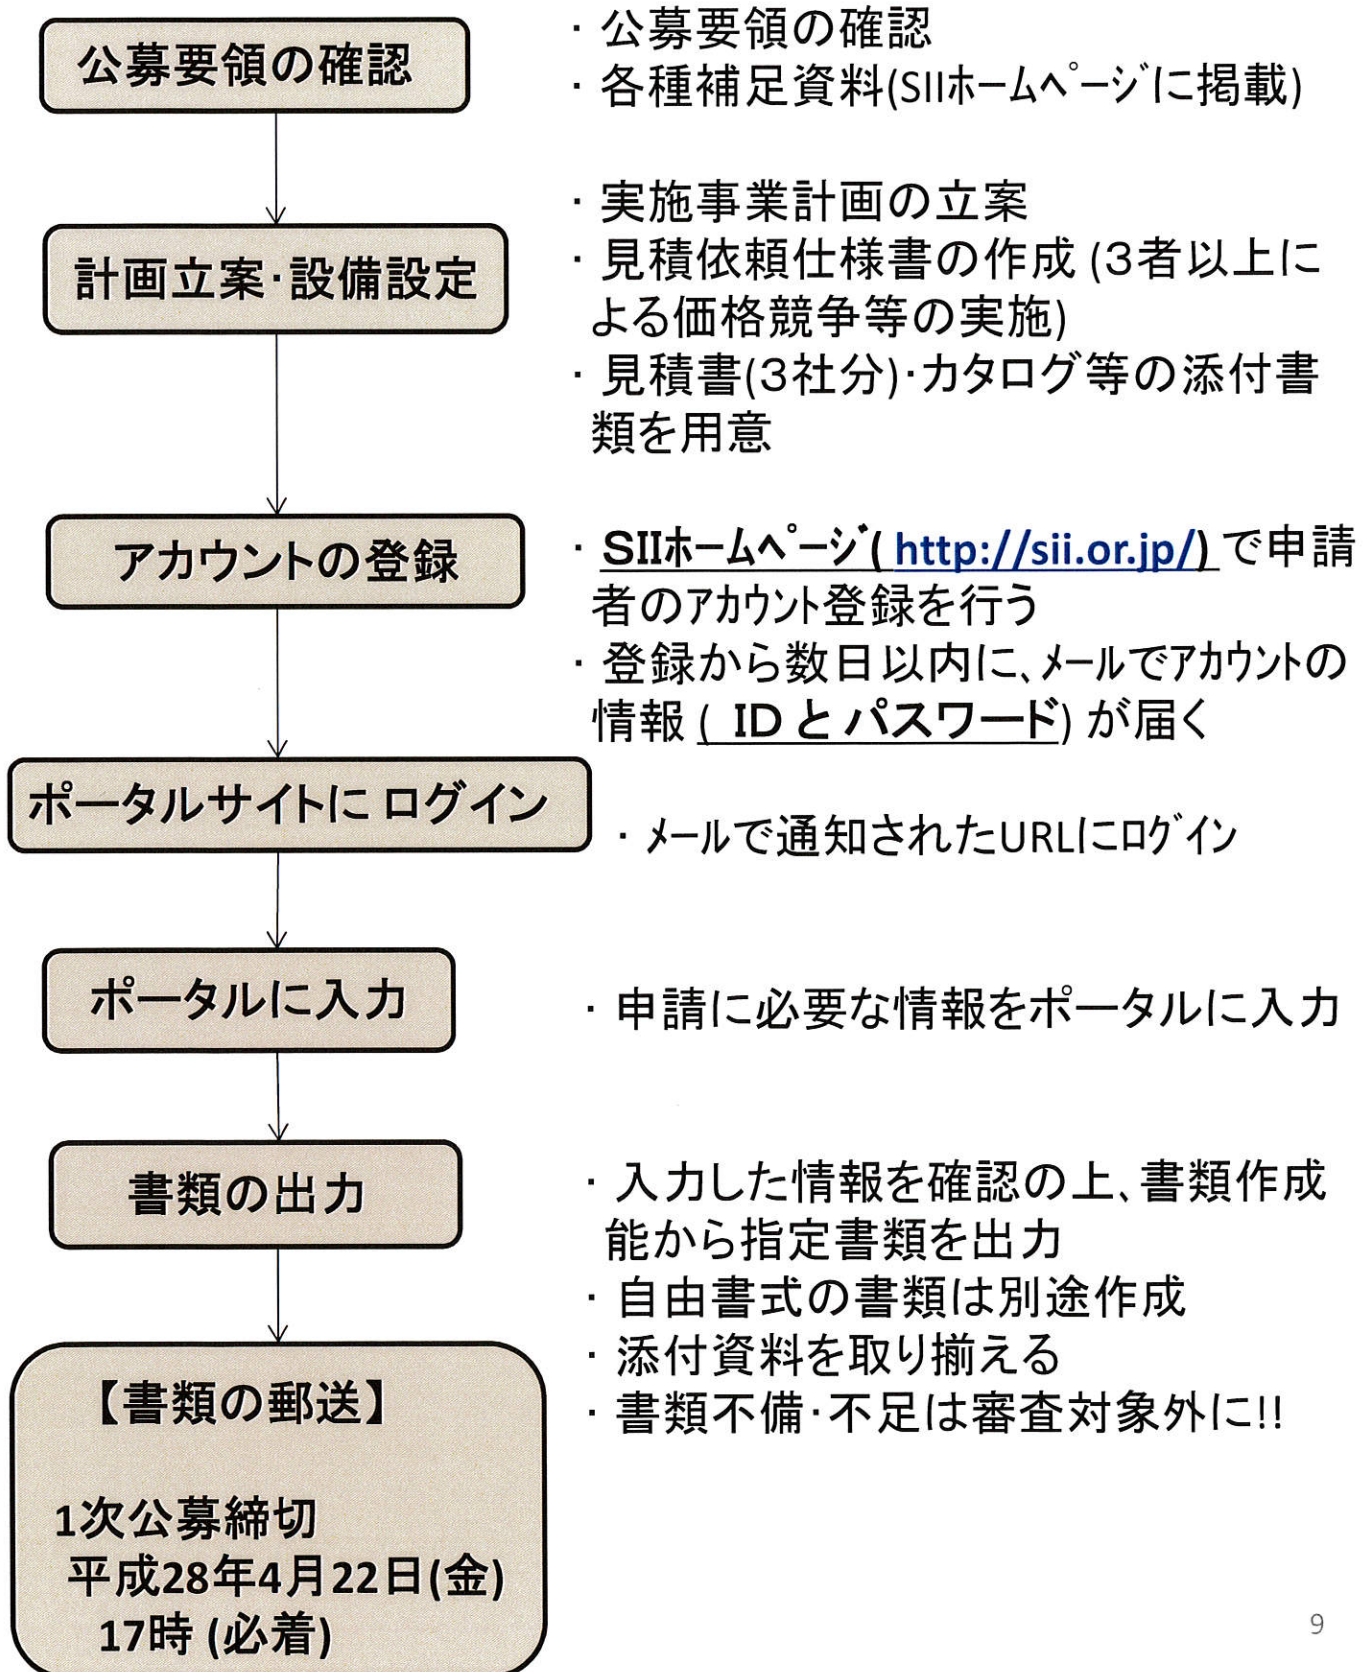 公募要領の確認
・公募要領の確認
・各種補足資料(SIIホームページに掲載)
計画立案・設備設定
・実施事業計画の立案
・見積依頼仕様書の作成 (3者以上に
よる価格競争等の実施)
・見積書(3社分)・カタログ等の添付書
類を用意
アカウントの登録
・SIIホームページ( http://sii.or.jp/) で申請
者のアカウント登録を行う
・登録から数日以内に、メールでアカウントの
情報 ( ID と パスワード) が届く
ポータルサイトに ログイン
・メールで通知されたURLにログイン
ポータルに入力
・申請に必要な情報をポータルに入力
書類の出力
・入力した情報を確認の上、書類作成
能から指定書類を出力
・自由書式の書類は別途作成
・添付資料を取り揃える
・書類不備・不足は審査対象外に!!
【書類の郵送】
1次公募締切
平成28年4月22日(金)
17時 (必着)
9